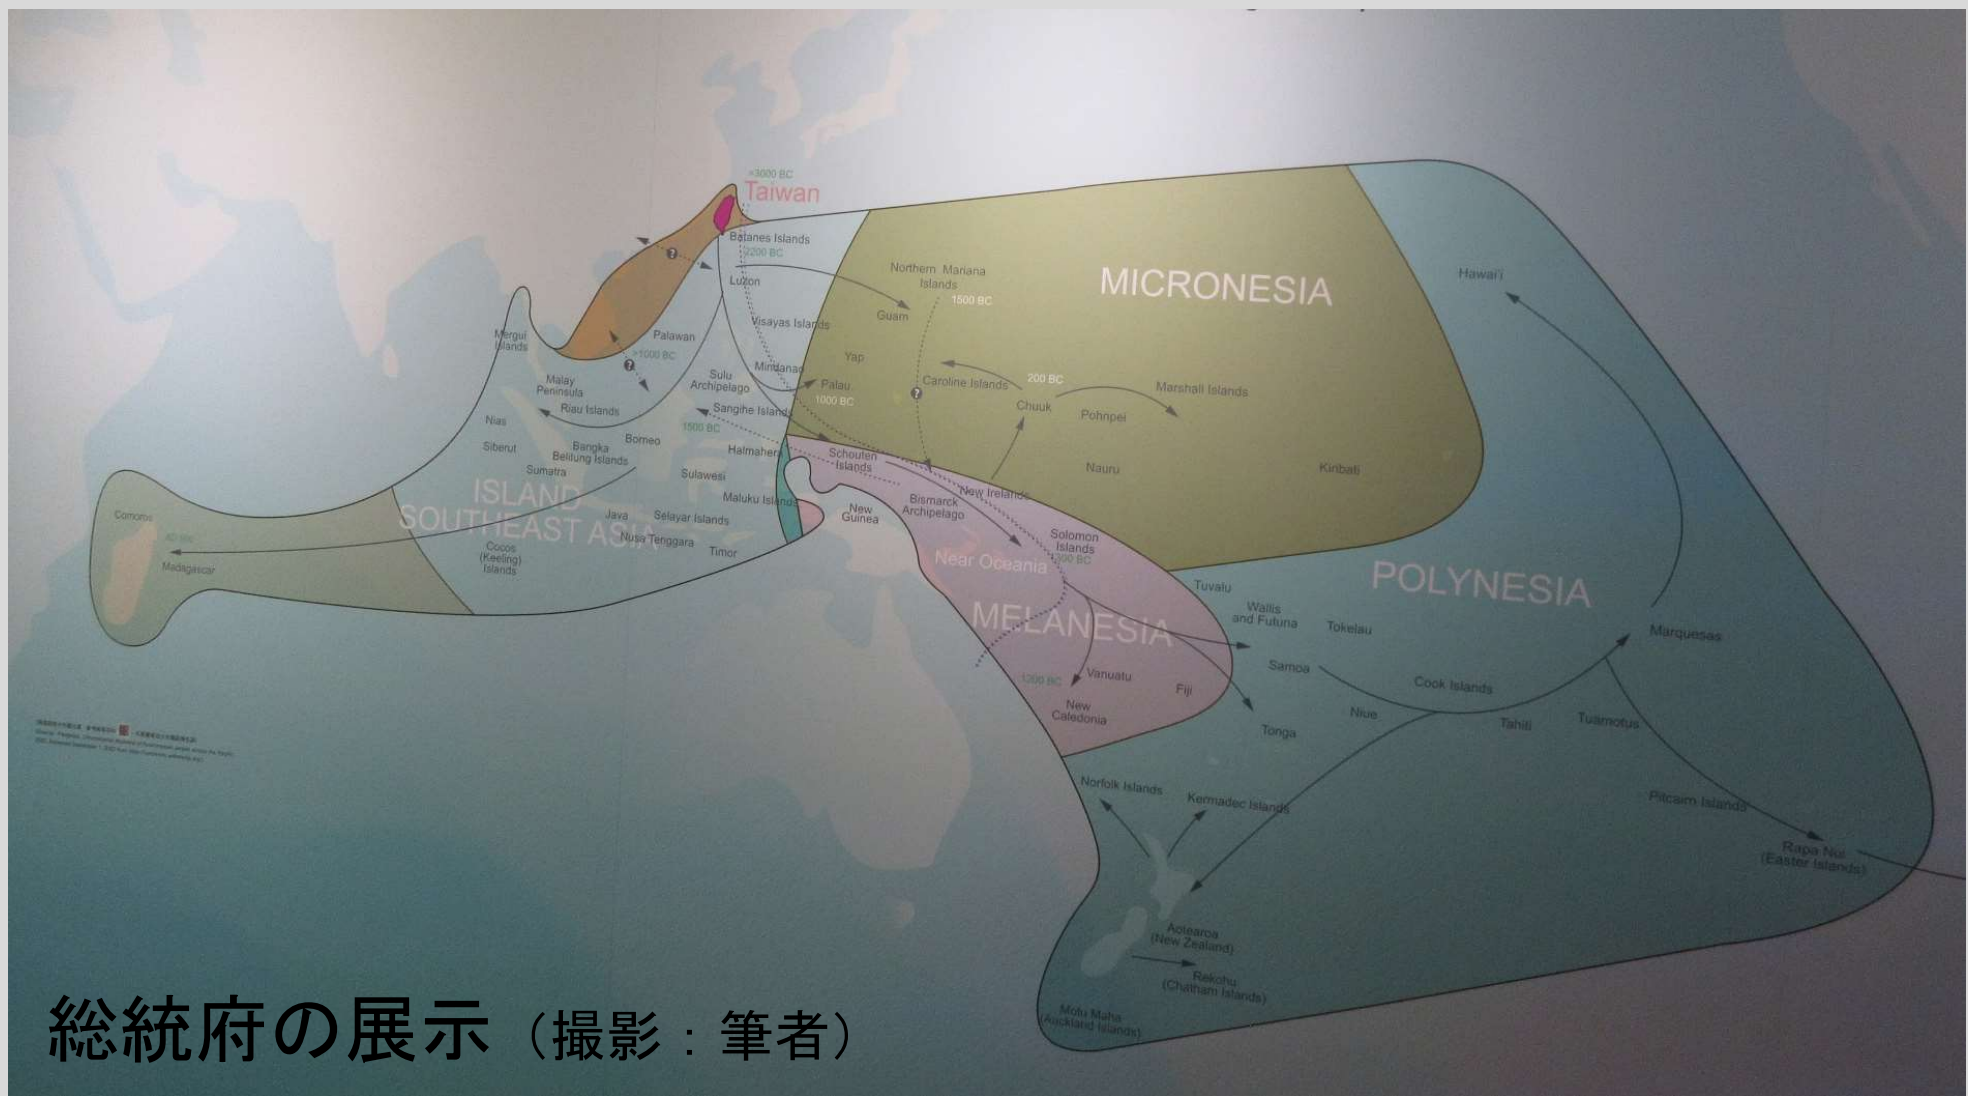 >3000 BC
Taiwan
Batanes Islands
2200 BC
Luzon
Northern Mariana
Islands
1500 BC
Guam
MICRONESIA
Hawai'i
Mergui
Islands
Palawan
>1000 BC
Visayas Islands
Yap
Malay
Peninsula
Sulu
Archipelago
Mindanao
Palau
1000 BC
Caroline Islands
200 BC
Chuuk
Pohnpei
Marshall Islands
Riau Islands
Sangihe Islands
Nias
1500 BC
Siberut
Bangka
Belitung Islands
Borneo
Halmahera
Schouten
Islands
Nauru
Kiribati
Sumatra
Sulawesi
ISLAND
SOUTHEAST ASIA
Maluku Islands
New
Guinea
Bismarck
Archipelago
New Irelands
Comoros
Java
Selayar Islands
Nusa Tenggara
Timor
Solomon
Islands
Madagascar
Cocos
(Keeling)
Islands
Near Oceania
MELANESIA
POLYNESIA
Tuvalu
Wallis
and Futuna
Tokelau
Marquesas
Samoa
Vanuatu
Fiji
1200 BC
New
Caledonia
Cook Islands
Niue
Tahiti
Tuamotus
Tonga
Norfolk Islands
Kermadec Islands
Pitcairn Islands
Rapa Nui
(Easter Islands)
Aotearoa
(New Zealand)
Rekohu
(Chatham Islands)
Motu Maha
(Auckland Islands)
総統府の展示（撮影：筆者）